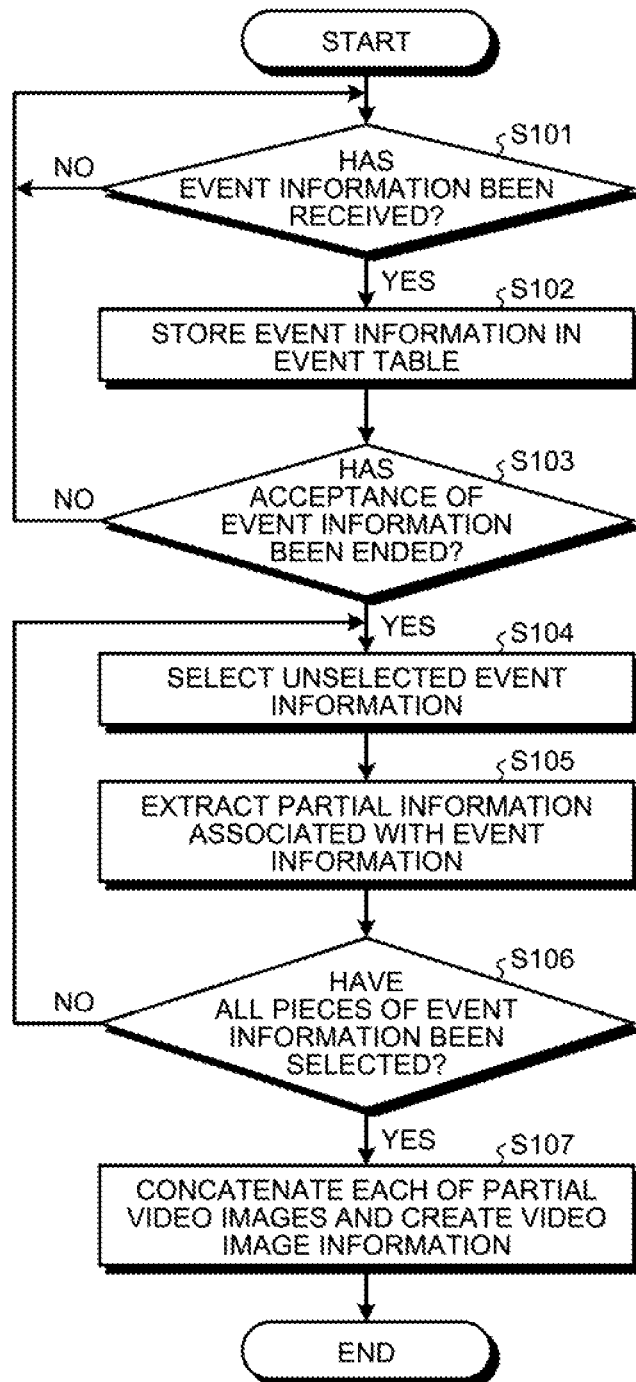 START
S101
HAS
EVENT INFORMATION BEEN
RECEIVED?
NO
YES
S102
STORE EVENT INFORMATION IN
EVENT TABLE
S103
HAS
ACCEPTANCE OF
EVENT INFORMATION
BEEN ENDED?
NO
YES
S104
SELECT UNSELECTED EVENT
INFORMATION
S105
EXTRACT PARTIAL INFORMATION
ASSOCIATED WITH EVENT
INFORMATION
S106
HAVE
ALL PIECES OF EVENT
INFORMATION BEEN
SELECTED?
NO
YES
S107
CONCATENATE EACH OF PARTIAL
VIDEO IMAGES AND CREATE VIDEO
IMAGE INFORMATION
END